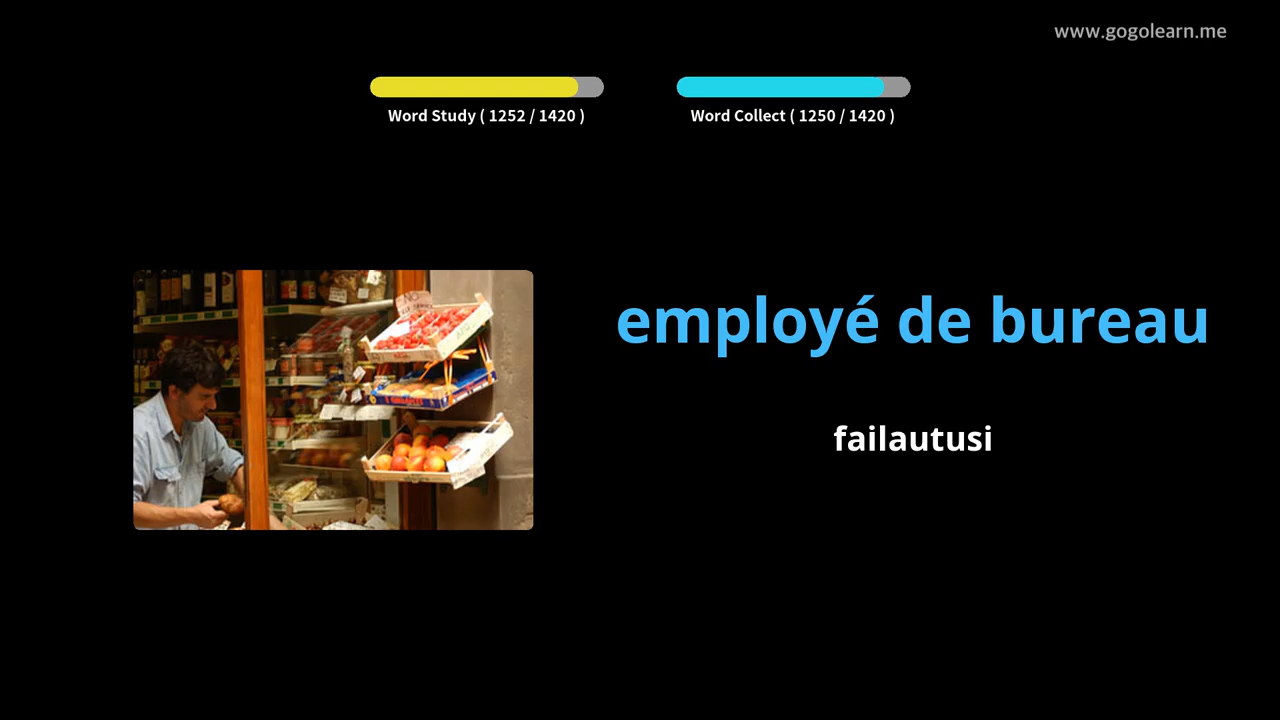 www.gogolearn.me
Word Study ( 1252 / 1420 )
Word Collect ( 1250 / 1420 )
employé de bureau
failautusi